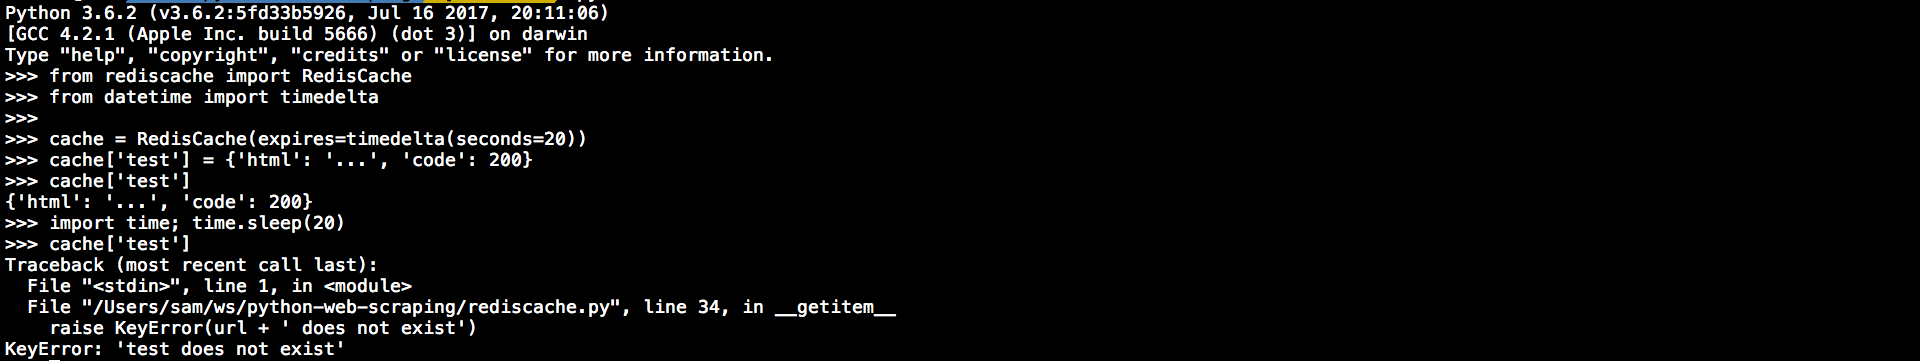 Python 3.6.2 (v3.6.2:5fd33b5926, Jul 16 2017, 20:11:06)
[GCC 4.2.1 (Apple Inc. build 5666) (dot 3)] on darwin
Type "help", "copyright", "credits" or "license" for more information.
>>> from rediscache import RedisCache
>>> from datetime import timedelta
>>>
>>> cache = RedisCache(expires=timedelta(seconds=20))
>>> cache['test'] = {'html': '...', 'code': 200}
>>> cache['test']
{'html': '...', 'code': 200}
>>> import time; time.sleep(20)
>>> cache['test']
Traceback (most recent call last):
  File "<stdin>", line 1, in <module>
  File "/Users/sam/ws/python-web-scraping/rediscache.py", line 34, in __getitem__
    raise KeyError(url + ' does not exist')
KeyError: 'test does not exist'